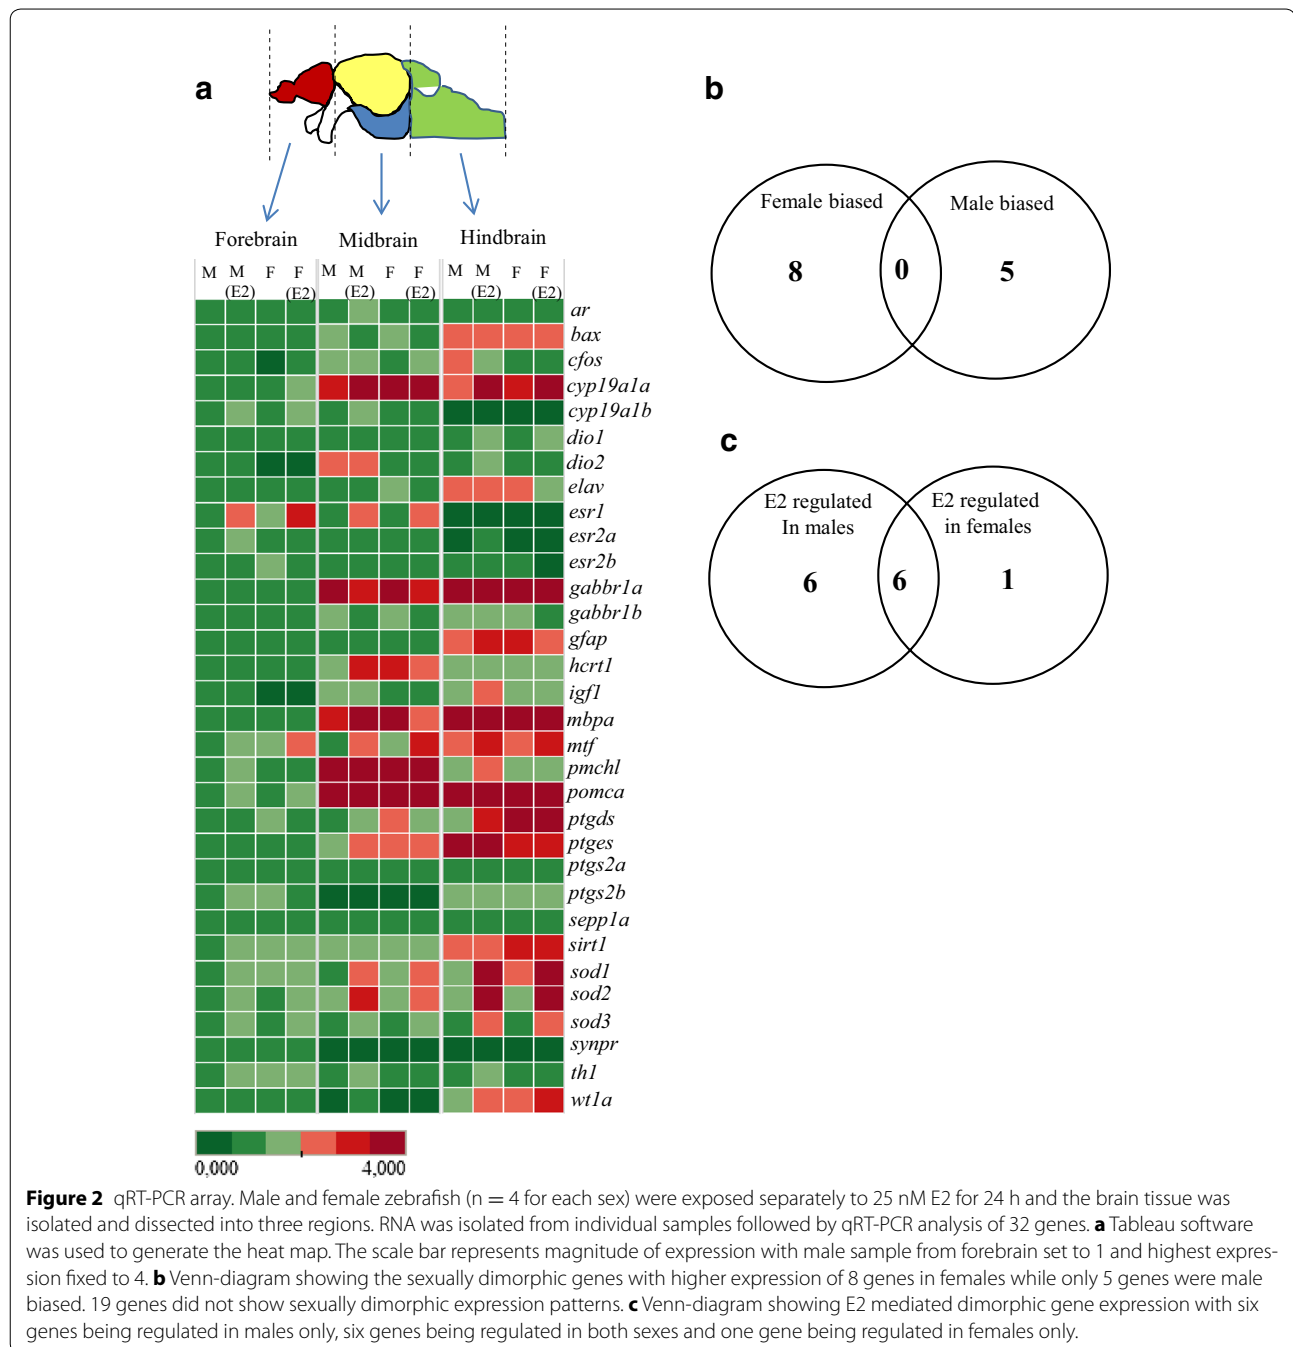 a
b
Female biased
Male biased
8
0
5
Forebrain
Midbrain
Hindbrain
M M F F M M F F M M F F
(E2) (E2) (E2) (E2) (E2) (E2)
ar
bax
cfos
cyp19a1a
cyp19a1b
dio1
dio2
elav
esr1
esr2a
esr2b
gabbr1a
gabbr1b
gfap
hcrt1
igf1
mbpa
mtf
pmchl
pomca
ptgds
ptges
ptgs2a
ptgs2b
sepp1a
sirt1
sod1
sod2
sod3
synpr
th1
wt1a
0,000 4,000
c
E2 regulated
In males
E2 regulated
in females
6
6
1
Figure 2 qRT-PCR array. Male and female zebrafish (n = 4 for each sex) were exposed separately to 25 nM E2 for 24 h and the brain tissue was
isolated and dissected into three regions. RNA was isolated from individual samples followed by qRT-PCR analysis of 32 genes. a Tableau software
was used to generate the heat map. The scale bar represents magnitude of expression with male sample from forebrain set to 1 and highest expres-
sion fixed to 4. b Venn-diagram showing the sexually dimorphic genes with higher expression of 8 genes in females while only 5 genes were male
biased. 19 genes did not show sexually dimorphic expression patterns. c Venn-diagram showing E2 mediated dimorphic gene expression with six
genes being regulated in males only, six genes being regulated in both sexes and one gene being regulated in females only.